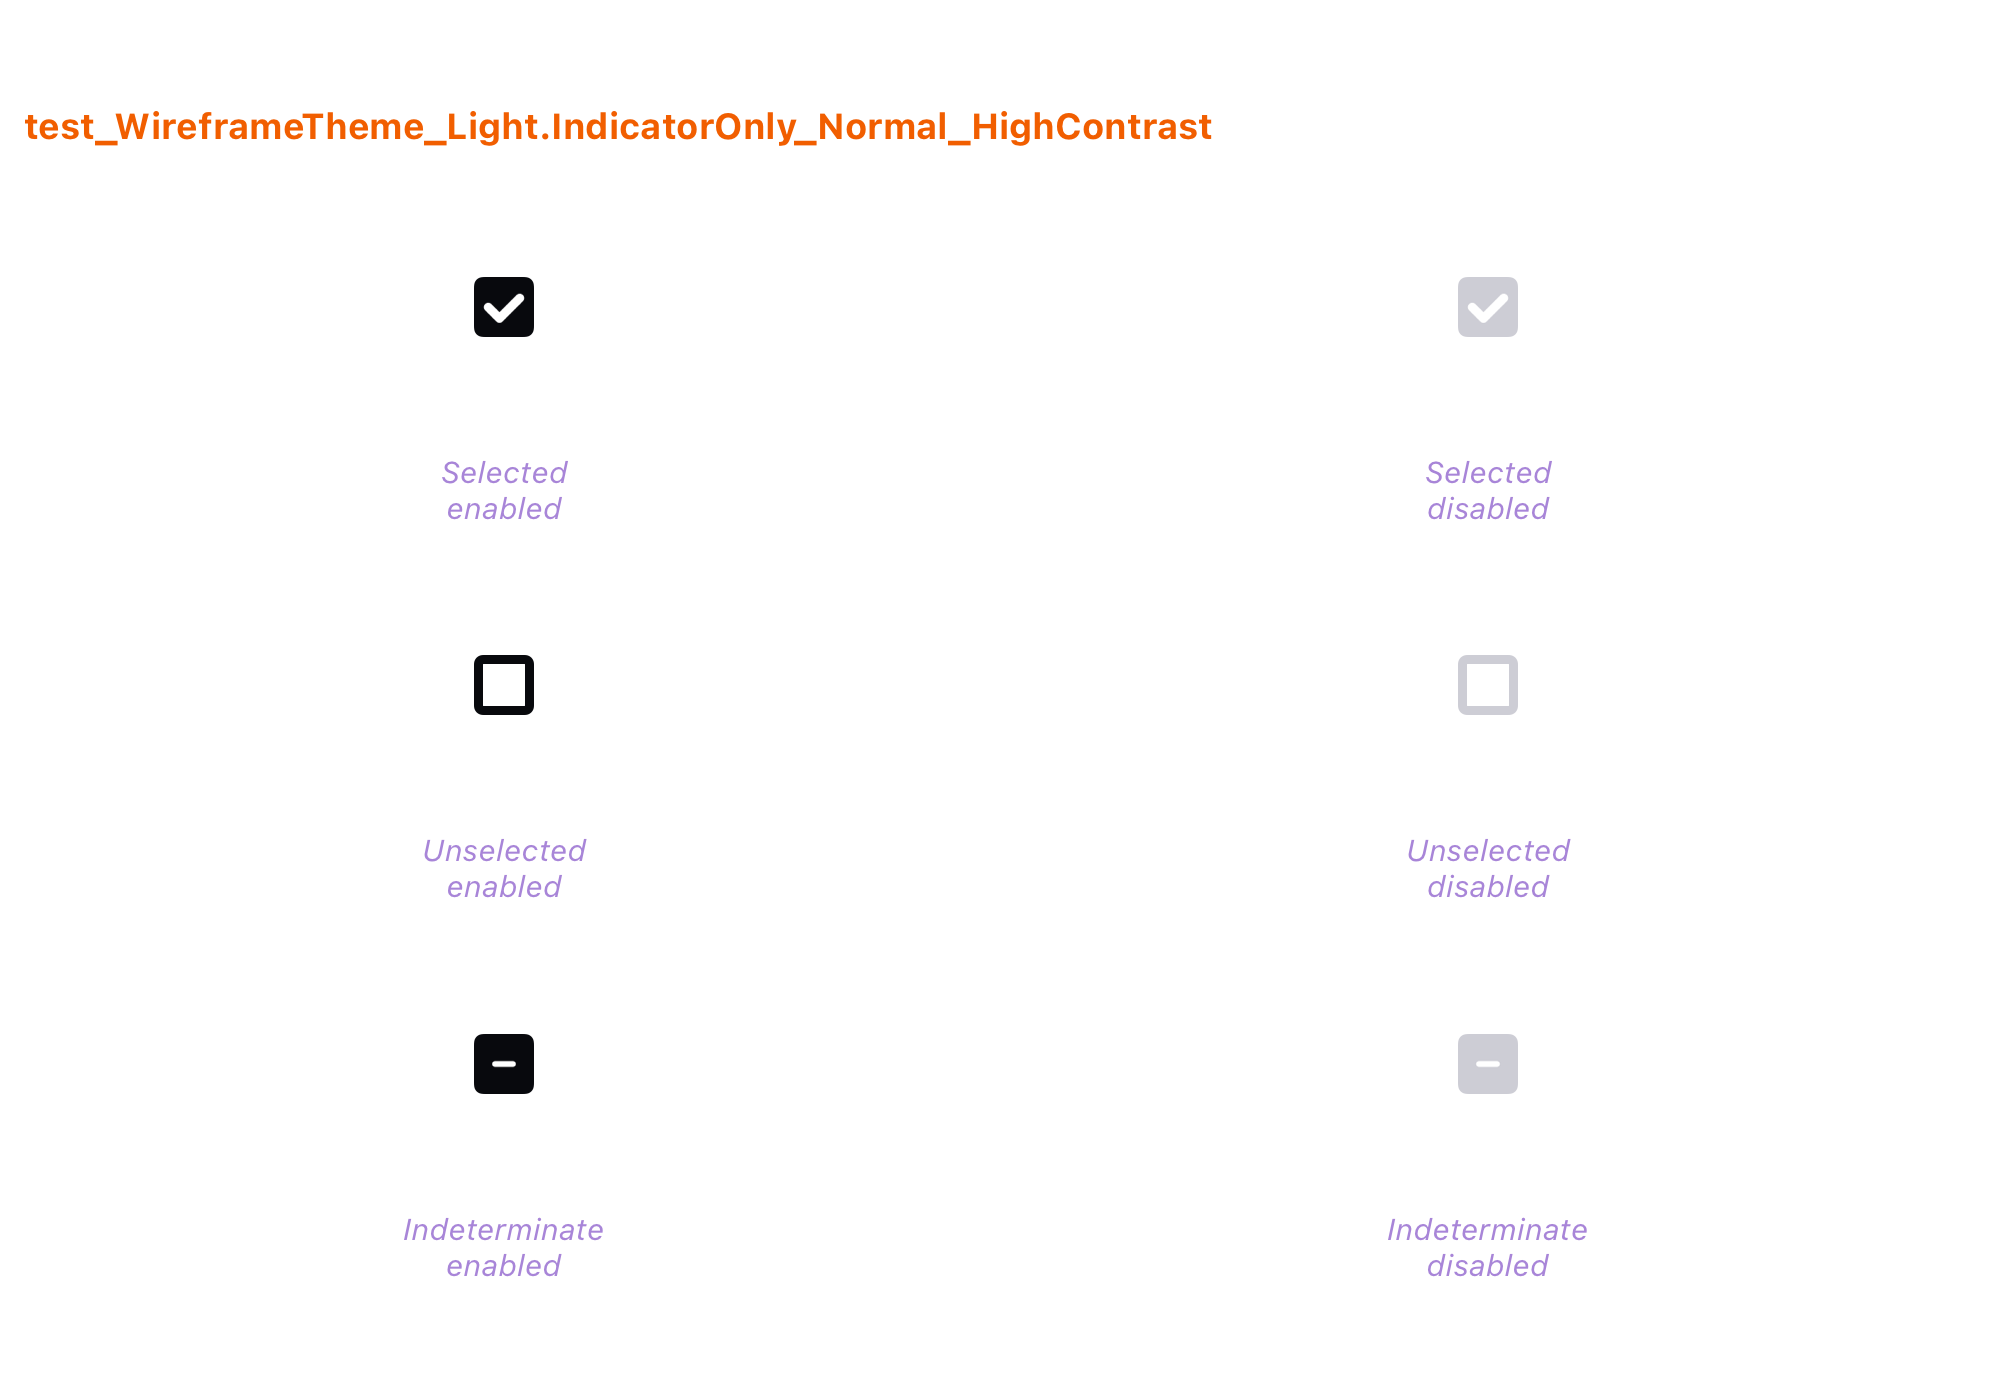 test_WireframeTheme_Light.IndicatorOnly_Normal_HighContrast
Selected
enabled
Selected
disabled
Unselected
enabled
Unselected
disabled
Indeterminate
enabled
Indeterminate
disabled